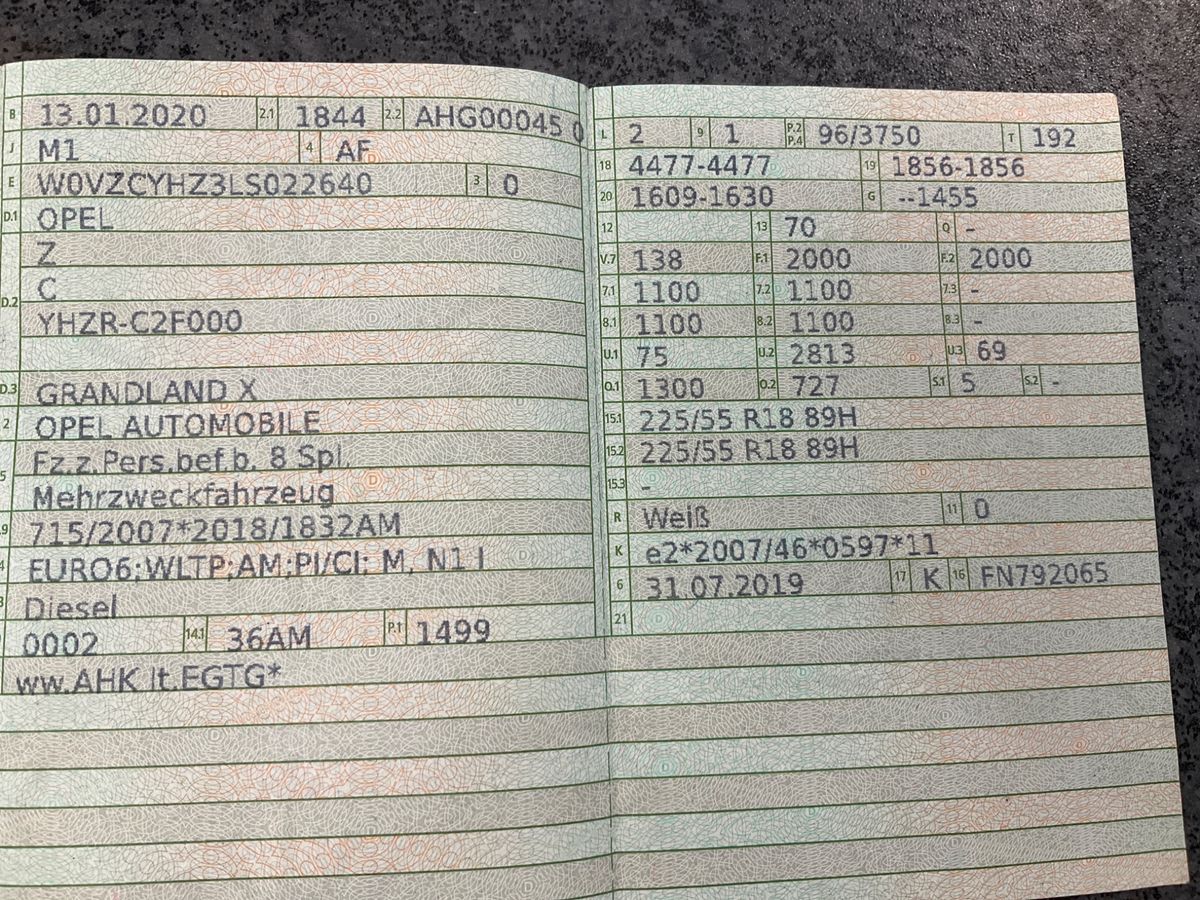 B 13.01.2020 2.1 1844 2.2 AHG00045 0
J M1 4 AF
E W0VZCYHZ3LS022640 3 0
D.1 OPEL
Z
D.2 C
YHZR-C2F000
D.3 GRANDLAND X
2 OPEL AUTOMOBILE
5 Fz.z.Pers.bef.b. 8 Spl.
Mehrzweckfahrzeug
.9 715/2007*2018/1832AM
4 EURO6;WLTP;AM;PI/CI; M, N1 I
3 Diesel
0002 14.1 36AM P.1 1499
ww.AHK lt.EGTG*
L 2 9 1 P.2 P.4 96/3750 T 192
18 4477-4477 19 1856-1856
20 1609-1630 G --1455
12 13 70 Q -
V.7 138 F.1 2000 F.2 2000
7.1 1100 7.2 1100 7.3 -
8.1 1100 8.2 1100 8.3 -
U.1 75 U.2 2813 U.3 69
O.1 1300 O.2 727 S.1 5 S.2 -
15.1 225/55 R18 89H
15.2 225/55 R18 89H
15.3 -
R Weiß 11 0
K e2*2007/46*0597*11
6 31.07.2019 17 K 16 FN792065
21